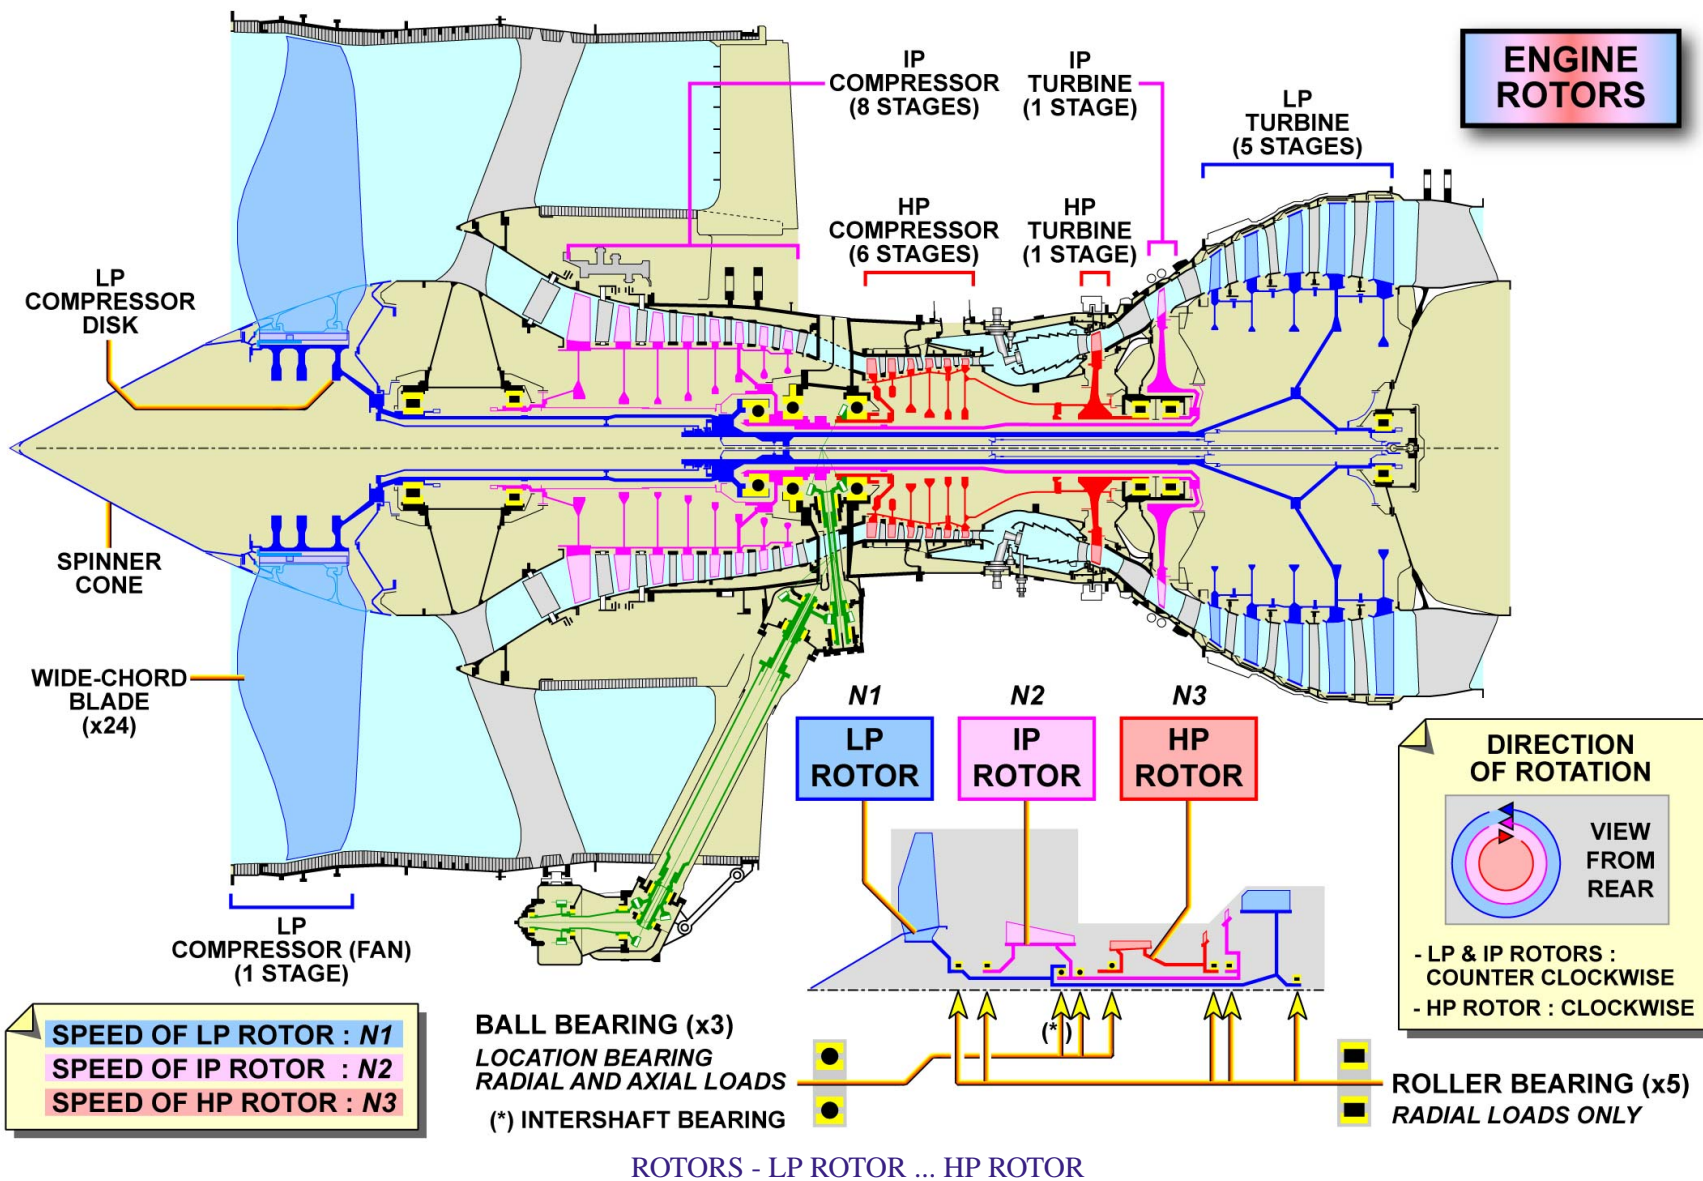 ENGINE
ROTORS
IP
COMPRESSOR
(8 STAGES)
IP
TURBINE
(1 STAGE)
LP
TURBINE
(5 STAGES)
HP
COMPRESSOR
(6 STAGES)
HP
TURBINE
(1 STAGE)
LP
COMPRESSOR
DISK
SPINNER
CONE
WIDE-CHORD
BLADE
(x24)
LP
COMPRESSOR (FAN)
(1 STAGE)
N1
N2
N3
LP
ROTOR
IP
ROTOR
HP
ROTOR
DIRECTION
OF ROTATION
VIEW
FROM
REAR
- LP & IP ROTORS :
COUNTER CLOCKWISE
- HP ROTOR : CLOCKWISE
SPEED OF LP ROTOR : N1
SPEED OF IP ROTOR : N2
SPEED OF HP ROTOR : N3
BALL BEARING (x3)
LOCATION BEARING
RADIAL AND AXIAL LOADS
(*) INTERSHAFT BEARING
(*)
ROLLER BEARING (x5)
RADIAL LOADS ONLY
ROTORS - LP ROTOR ... HP ROTOR